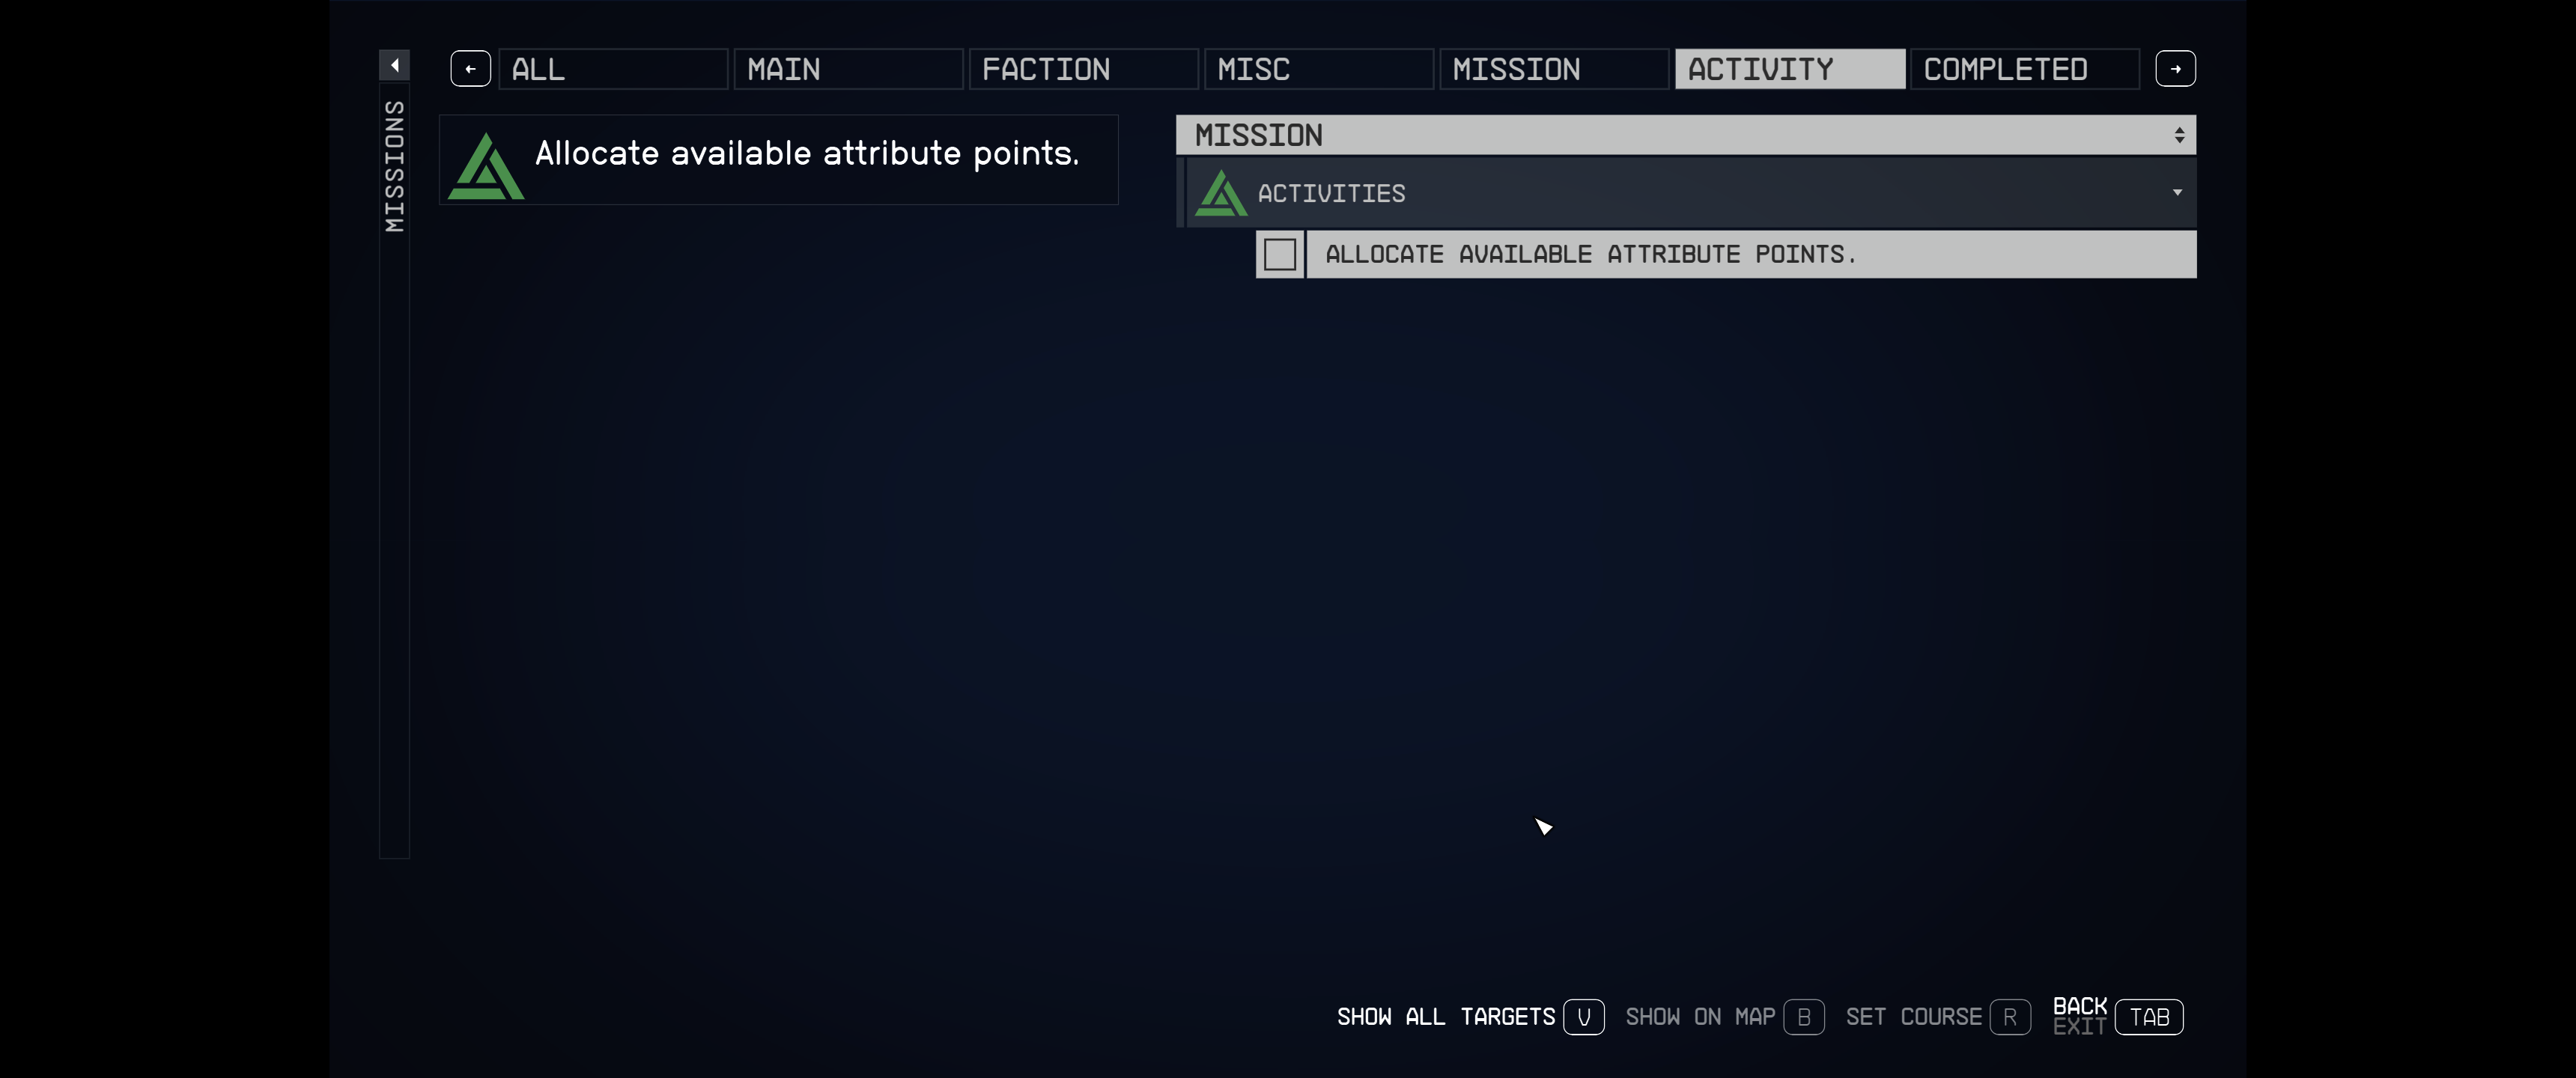 ALL
MAIN
FACTION
MISC
MISSION
ACTIVITY
COMPLETED
MISSIONS
Allocate available attribute points.
MISSION
ACTIVITIES
ALLOCATE AVAILABLE ATTRIBUTE POINTS.
SHOW ALL TARGETS V
SHOW ON MAP B
SET COURSE R
BACK
EXIT
TAB